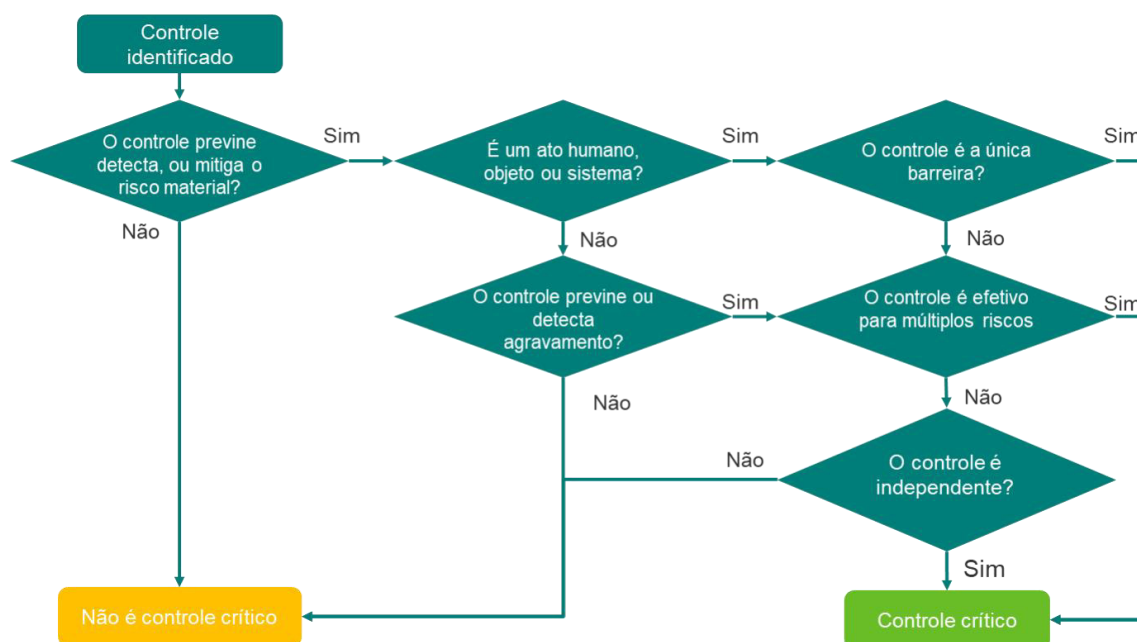 Controle
identificado
O controle previne
detecta, ou mitiga o
risco material?
Sim
É um ato humano,
objeto ou sistema?
Sim
O controle é a única
barreira?
Sim
Não
Não
Não
O controle previne ou
detecta
agravamento?
Sim
O controle é efetivo
para múltiplos riscos
Sim
Não
Não
Não
O controle é
independente?
Sim
Não é controle crítico
Controle crítico